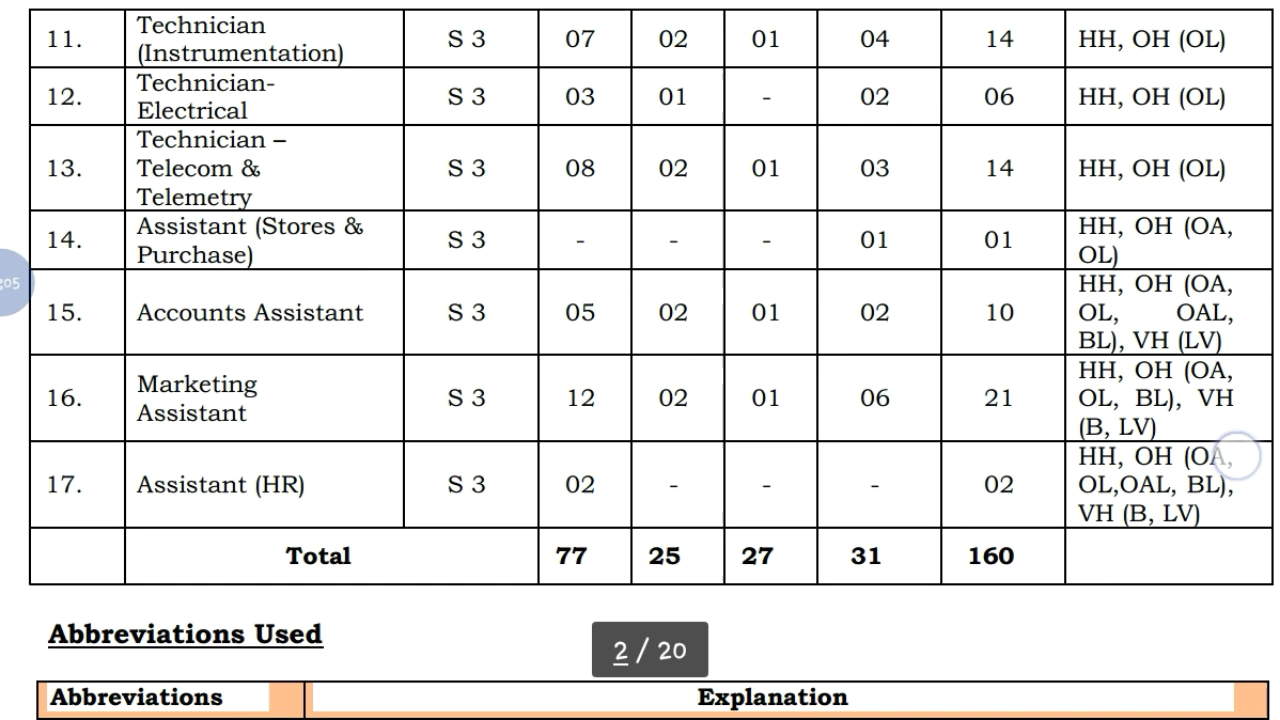 11. Technician (Instrumentation) S 3 07 02 01 04 14 HH, OH (OL)
12. Technician- Electrical S 3 03 01 - 02 06 HH, OH (OL)
13. Technician – Telecom & Telemetry S 3 08 02 01 03 14 HH, OH (OL)
14. Assistant (Stores & Purchase) S 3 - - - 01 01 HH, OH (OA, OL)
15. Accounts Assistant S 3 05 02 01 02 10 HH, OH (OA, OL, OAL, BL), VH (LV)
16. Marketing Assistant S 3 12 02 01 06 21 HH, OH (OA, OL, BL), VH (B, LV)
17. Assistant (HR) S 3 02 - - - 02 HH, OH (OA, OL,OAL, BL), VH (B, LV)
Total 77 25 27 31 160
Abbreviations Used
2 / 20
Abbreviations Explanation